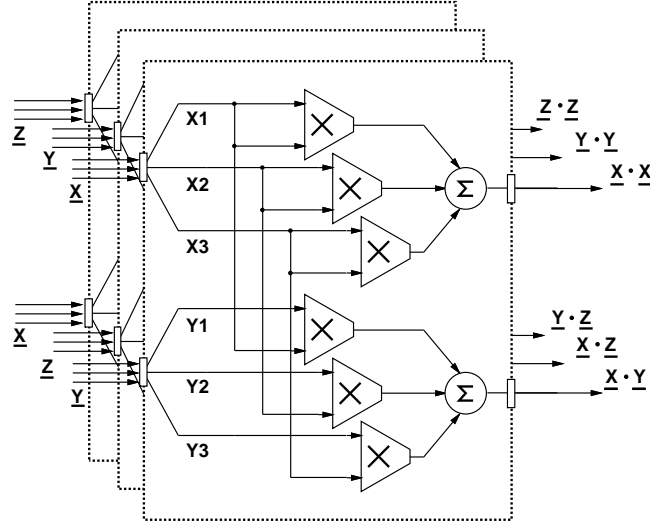 Z
Y
X
X1
X2
X3
Σ
Z · Z
Y · Y
X · X
X
Z
Y
Y1
Y2
Y3
Σ
Y · Z
X · Z
X · Y